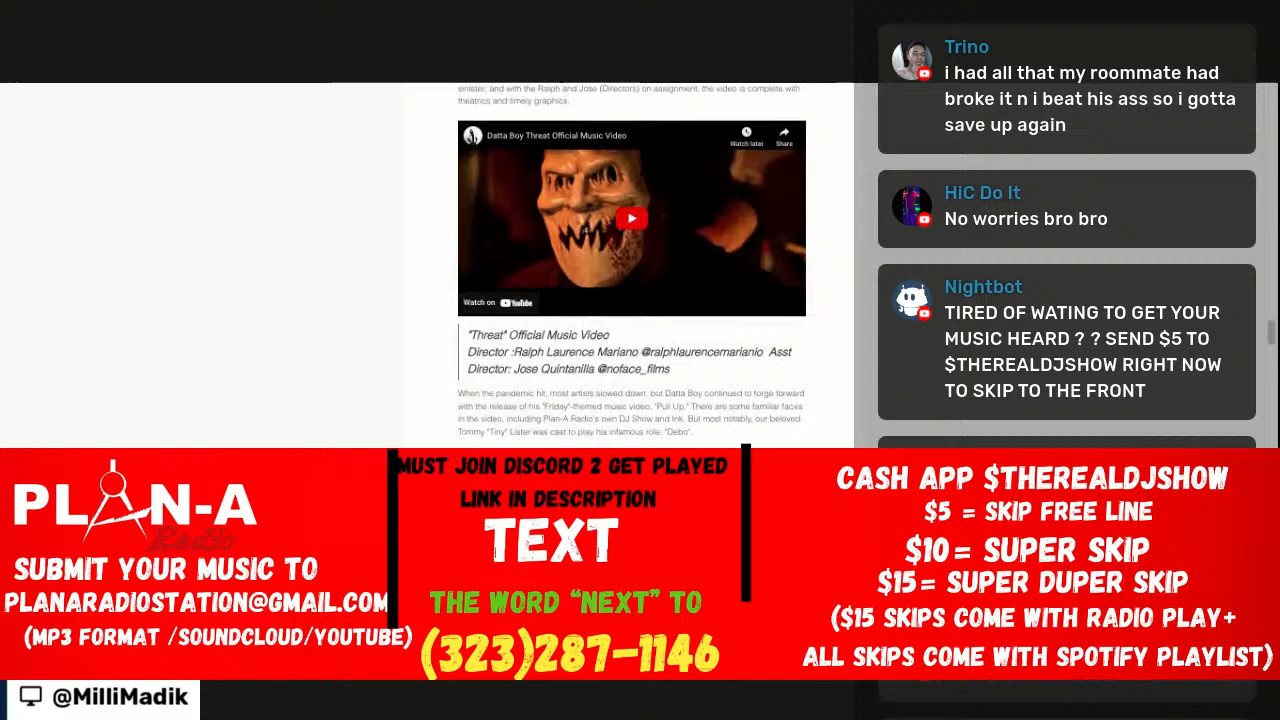 sinister, and with the Ralph and Jose (Directors) on assignment, the video is complete with
theatrics and timely graphics.
Datta Boy Threat Official Music Video
Watch later
Share
Watch on YouTube
"Threat" Official Music Video
Director :Ralph Laurence Mariano @ralphlaurencemarianio Asst
Director: Jose Quintanilla @noface_films
When the pandemic hit, most artists slowed down, but Datta Boy continued to forge forward
with the release of his "Friday"-themed music video, "Pull Up." There are some familiar faces
in the video, including Plan-A Radio's own DJ Show and Ink. But most notably, our beloved
Tommy "Tiny" Lister was cast to play his infamous role: "Debo".
Trino
i had all that my roommate had
broke it n i beat his ass so i gotta
save up again
HiC Do It
No worries bro bro
Nightbot
TIRED OF WATING TO GET YOUR
MUSIC HEARD ? ? SEND $5 TO
$THEREALDJSHOW RIGHT NOW
TO SKIP TO THE FRONT
PLAN-A
Radio
SUBMIT YOUR MUSIC TO
PLANARADIOSTATION@GMAIL.COM
(MP3 FORMAT /SOUNDCLOUD/YOUTUBE)
MUST JOIN DISCORD 2 GET PLAYED
LINK IN DESCRIPTION
TEXT
THE WORD “NEXT” TO
(323)287-1146
CASH APP $THEREALDJSHOW
$5 = SKIP FREE LINE
$10= SUPER SKIP
$15= SUPER DUPER SKIP
($15 SKIPS COME WITH RADIO PLAY+
ALL SKIPS COME WITH SPOTIFY PLAYLIST)
@MilliMadik